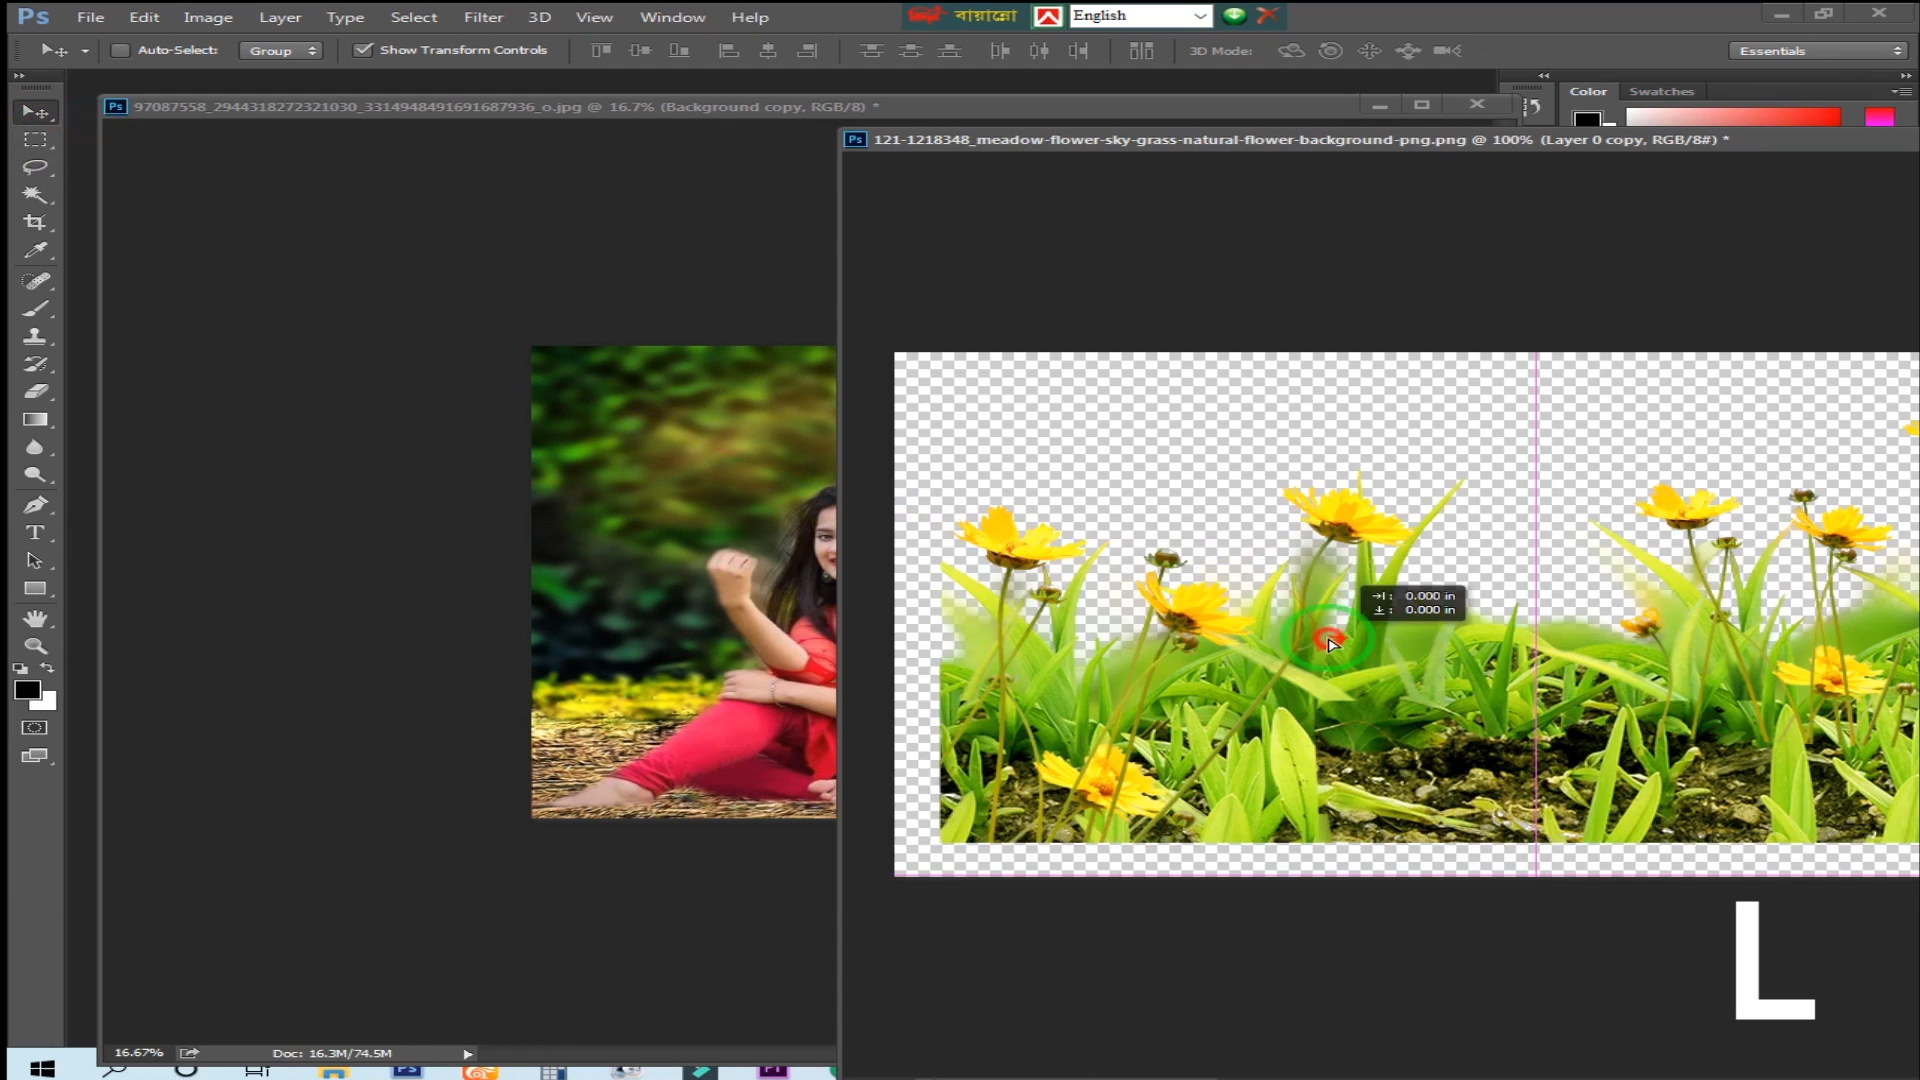 Ps File Edit Image Layer Type Select Filter 3D View Window Help
বায়ান্নো English
Auto-Select: Group Show Transform Controls 3D Mode: Essentials
Color Swatches
Ps 97087558_2944318272321030_3314948491691687936_o.jpg @ 16.7% (Background copy, RGB/8) *
Ps 121-1218348_meadow-flower-sky-grass-natural-flower-background-png.png @ 100% (Layer 0 copy, RGB/8#) *
T
: 0.000 in
: 0.000 in
L
16.67% Doc: 16.3M/74.5M
Ps